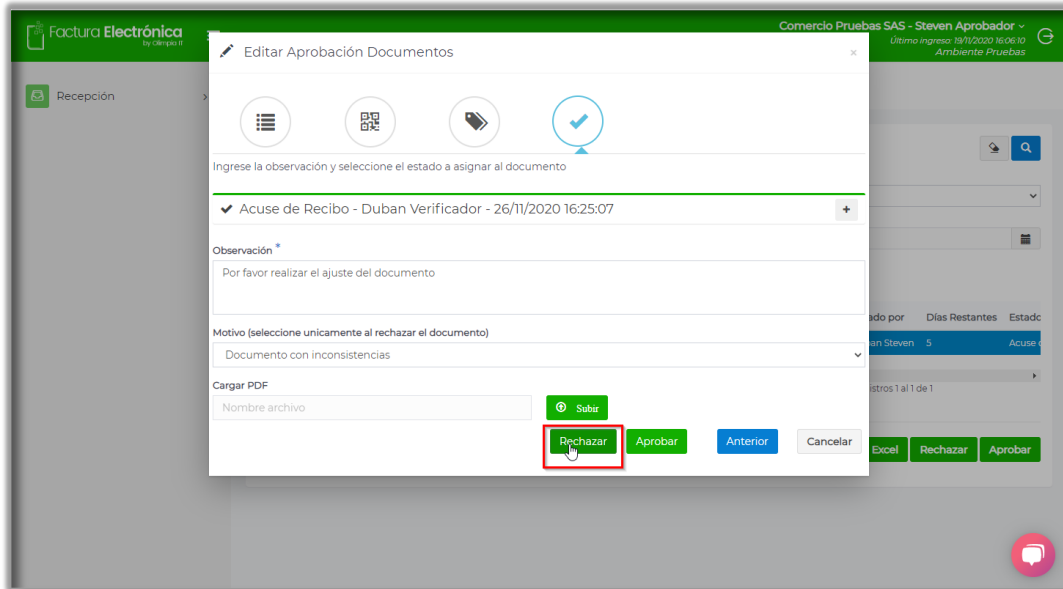 Factura Electrónica
by Olimpia IT
Comercio Pruebas SAS - Steven Aprobador
Último ingreso: 19/11/2020 16:06:10
Ambiente Pruebas
Recepción
Editar Aprobación Documentos
×
Ingrese la observación y seleccione el estado a asignar al documento
Acuse de Recibo - Duban Verificador - 26/11/2020 16:25:07
+
Observación *
Por favor realizar el ajuste del documento
Motivo (seleccione unicamente al rechazar el documento)
Documento con inconsistencias
Cargar PDF
Nombre archivo
Subir
Rechazar Aprobar Anterior Cancelar
ado por Días Restantes Estado
an Steven 5 Acuse
istros 1 al 1 de 1
Excel Rechazar Aprobar